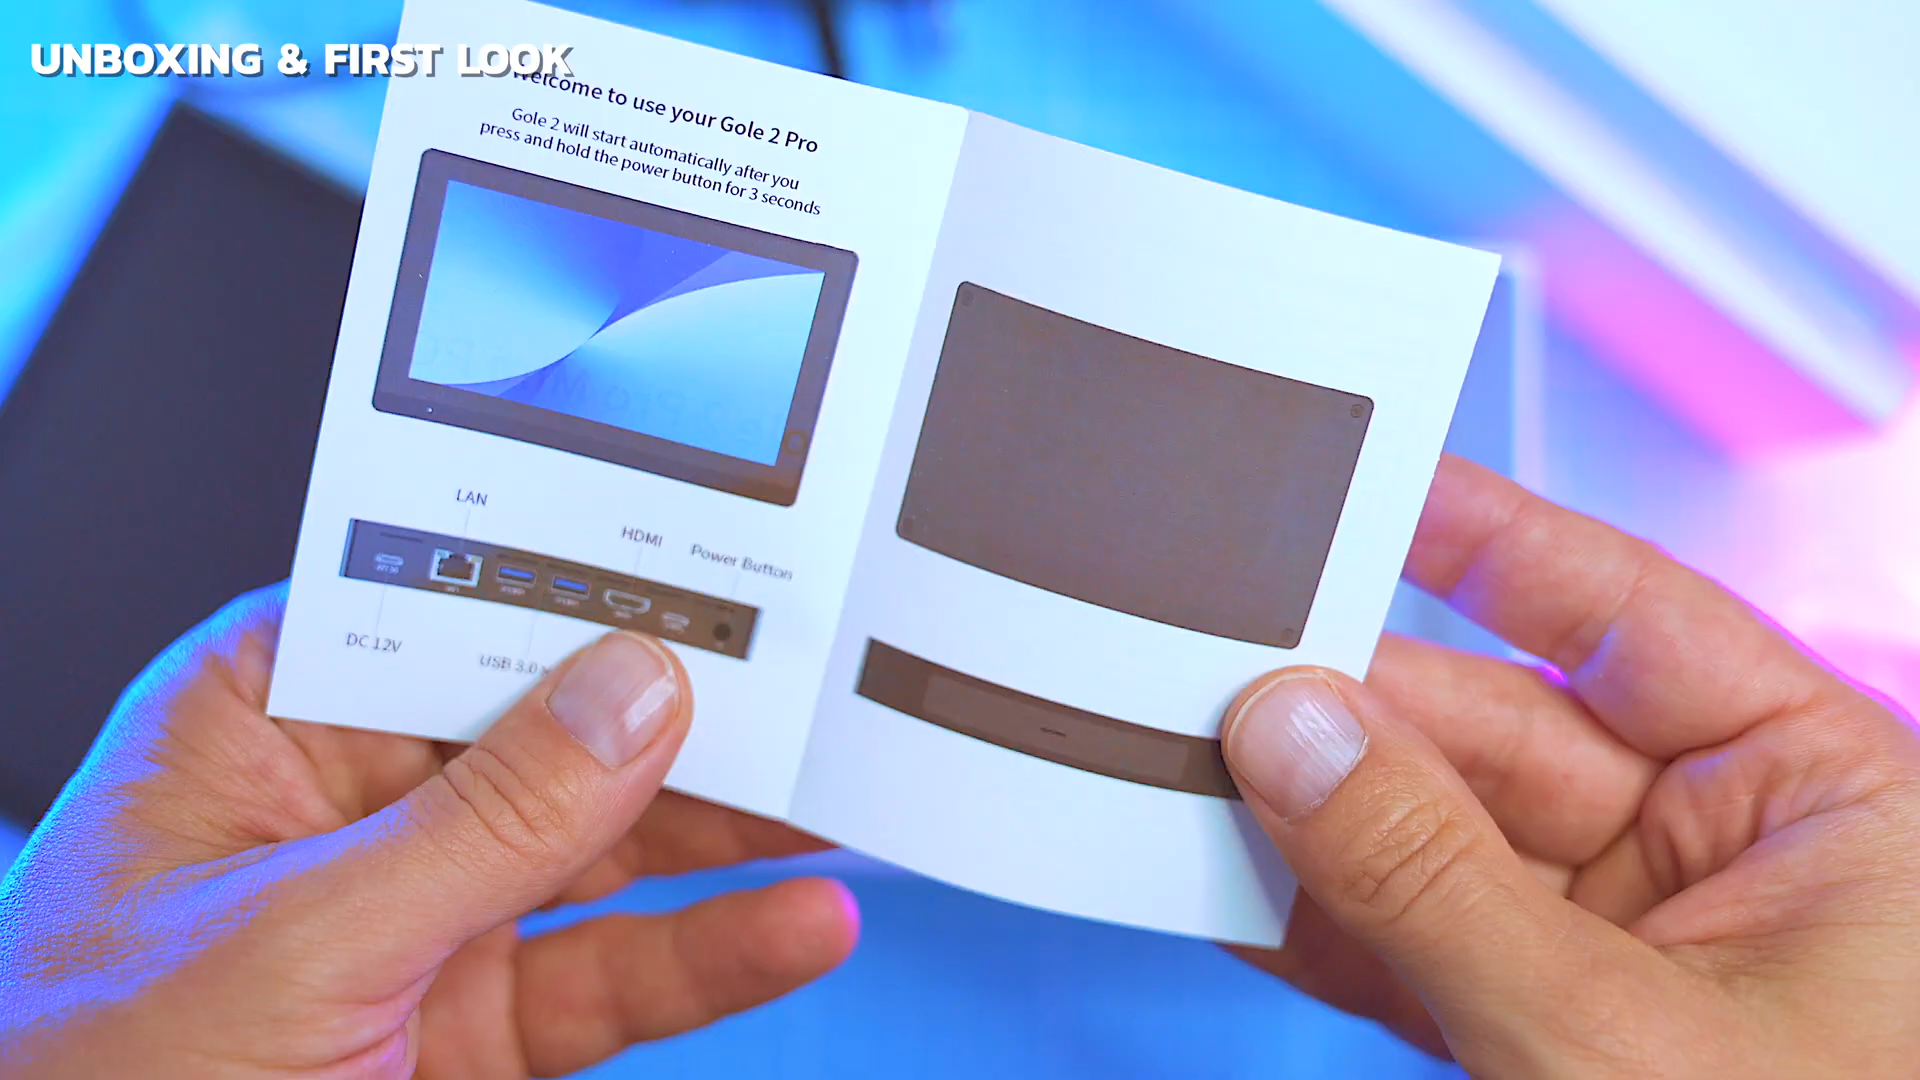 UNBOXING & FIRST LOOK
Welcome to use your Gole 2 Pro
Gole 2 will start automatically after you
press and hold the power button for 3 seconds
LAN
HDMI
Power Button
DC 12V
USB 3.0